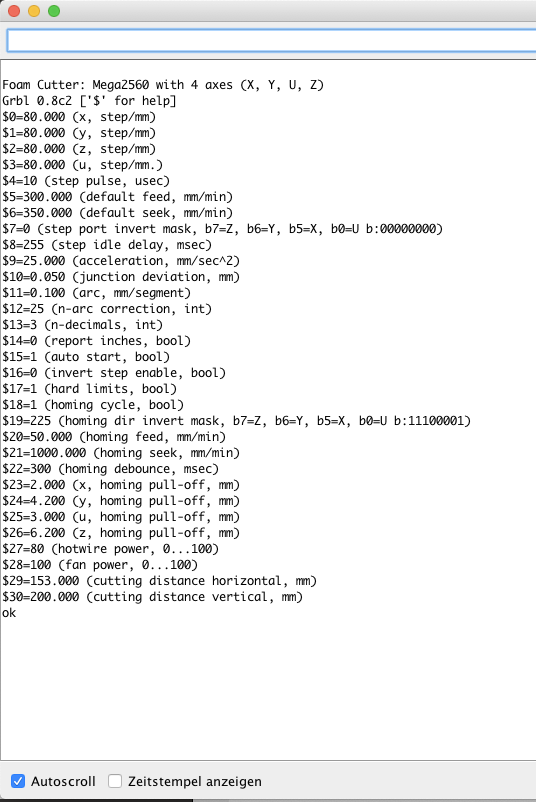 Foam Cutter: Mega2560 with 4 axes (X, Y, U, Z)
Grbl 0.8c2 ['$' for help]
$0=80.000 (x, step/mm)
$1=80.000 (y, step/mm)
$2=80.000 (z, step/mm)
$3=80.000 (u, step/mm.)
$4=10 (step pulse, usec)
$5=300.000 (default feed, mm/min)
$6=350.000 (default seek, mm/min)
$7=0 (step port invert mask, b7=Z, b6=Y, b5=X, b0=U b:00000000)
$8=255 (step idle delay, msec)
$9=25.000 (acceleration, mm/sec^2)
$10=0.050 (junction deviation, mm)
$11=0.100 (arc, mm/segment)
$12=25 (n-arc correction, int)
$13=3 (n-decimals, int)
$14=0 (report inches, bool)
$15=1 (auto start, bool)
$16=0 (invert step enable, bool)
$17=1 (hard limits, bool)
$18=1 (homing cycle, bool)
$19=225 (homing dir invert mask, b7=Z, b6=Y, b5=X, b0=U b:11100001)
$20=50.000 (homing feed, mm/min)
$21=1000.000 (homing seek, mm/min)
$22=300 (homing debounce, msec)
$23=2.000 (x, homing pull-off, mm)
$24=4.200 (y, homing pull-off, mm)
$25=3.000 (u, homing pull-off, mm)
$26=6.200 (z, homing pull-off, mm)
$27=80 (hotwire power, 0...100)
$28=100 (fan power, 0...100)
$29=153.000 (cutting distance horizontal, mm)
$30=200.000 (cutting distance vertical, mm)
ok
Autoscroll
Zeitstempel anzeigen